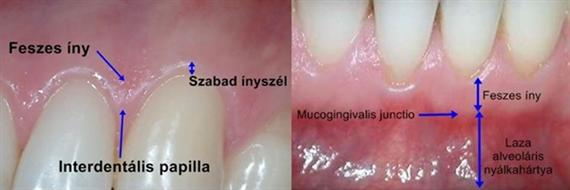 Feszes íny
Szabad ínyszél
Interdentális papilla
Feszes íny
Mucogingivalis junctio
Laza
alveoláris
nyálkahártya